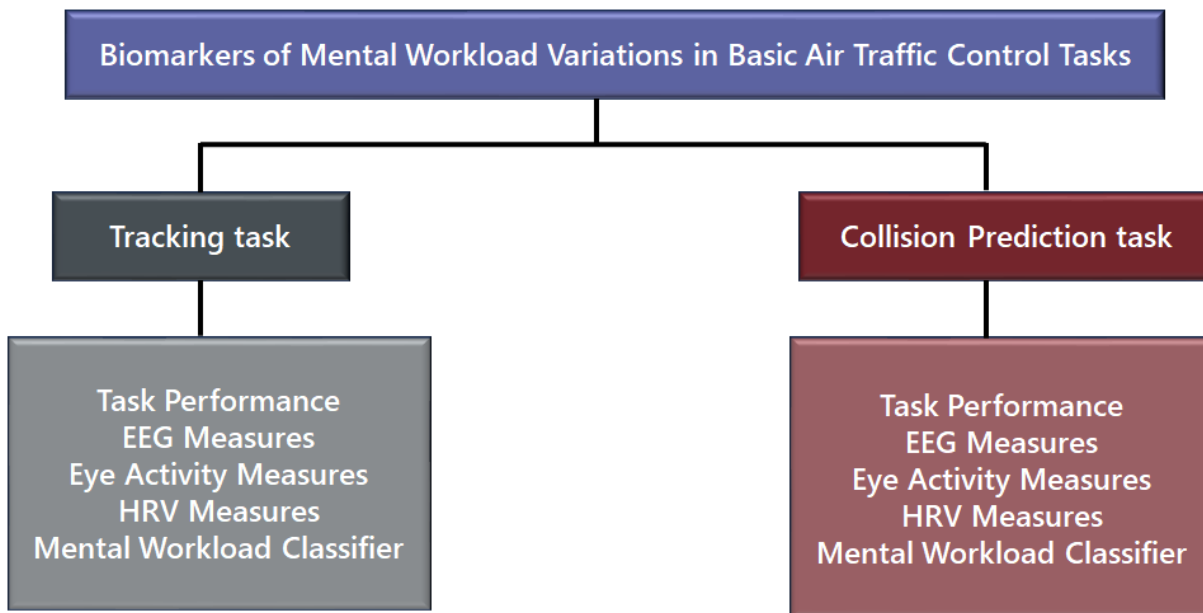 Biomarkers of Mental Workload Variations in Basic Air Traffic Control Tasks
Tracking task
Collision Prediction task
Task Performance
EEG Measures
Eye Activity Measures
HRV Measures
Mental Workload Classifier
Task Performance
EEG Measures
Eye Activity Measures
HRV Measures
Mental Workload Classifier